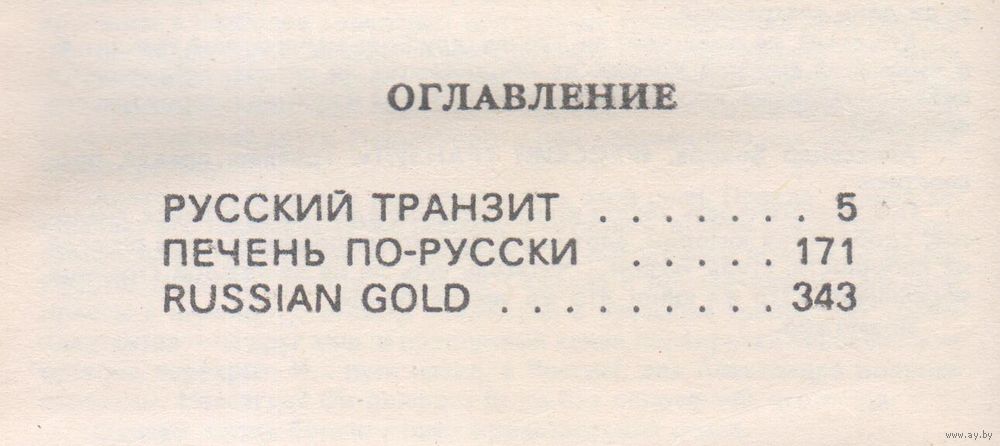 ОГЛАВЛЕНИЕ
РУССКИЙ ТРАНЗИТ . . . . . . . 5
ПЕЧЕНЬ ПО-РУССКИ . . . . . 171
RUSSIAN GOLD . . . . . . . . . . 343
www.ay.by